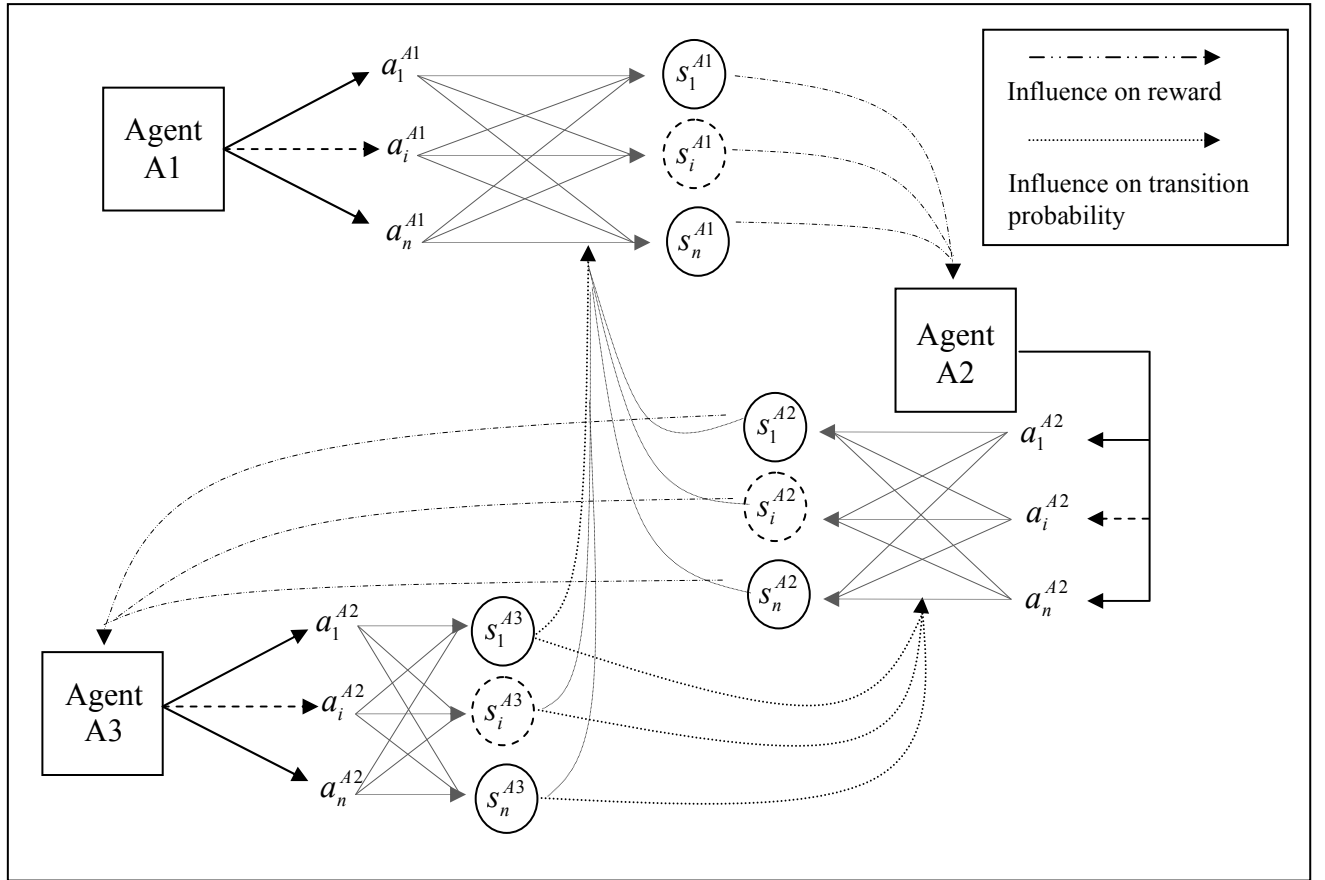 Agent
A1
a_1^{A1}
a_i^{A1}
a_n^{A1}
s_1^{A1}
s_i^{A1}
s_n^{A1}
Influence on reward
Influence on transition
probability
Agent
A2
s_1^{A2}
s_i^{A2}
s_n^{A2}
a_1^{A2}
a_i^{A2}
a_n^{A2}
Agent
A3
a_1^{A2}
a_i^{A2}
a_n^{A2}
s_1^{A3}
s_i^{A3}
s_n^{A3}